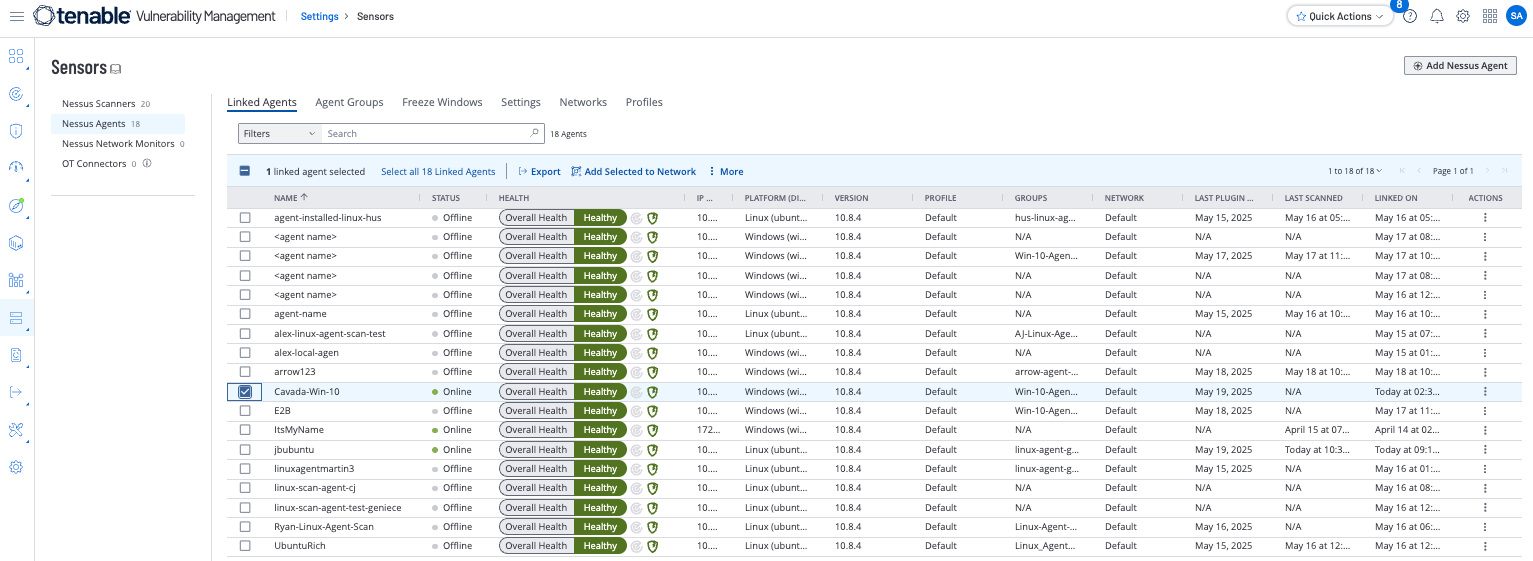 tenable Vulnerability Management Settings > Sensors Quick Actions 8 ? SA
Sensors
Add Nessus Agent
Nessus Scanners 20
Nessus Agents 18
Nessus Network Monitors 0
OT Connectors 0
Linked Agents Agent Groups Freeze Windows Settings Networks Profiles
Filters Search 18 Agents
1 linked agent selected Select all 18 Linked Agents Export Add Selected to Network More 1 to 18 of 18 Page 1 of 1
NAME STATUS HEALTH IP ... PLATFORM (DI... VERSION PROFILE GROUPS NETWORK LAST PLUGIN ... LAST SCANNED LINKED ON ACTIONS
agent-installed-linux-hus Offline Overall Health Healthy 10.... Linux (ubunt... 10.8.4 Default hus-linux-ag... Default May 15, 2025 May 16 at 05:... May 16 at 05:...
<agent name> Offline Overall Health Healthy 10.... Windows (wi... 10.8.4 Default N/A Default N/A N/A May 17 at 08:...
<agent name> Offline Overall Health Healthy 10.... Windows (wi... 10.8.4 Default Win-10-Agen... Default May 17, 2025 May 17 at 11:... May 17 at 10:...
<agent name> Offline Overall Health Healthy 10.... Windows (wi... 10.8.4 Default N/A Default N/A N/A May 17 at 08:...
<agent name> Offline Overall Health Healthy 10.... Windows (wi... 10.8.4 Default N/A Default N/A N/A May 16 at 12:...
agent-name Offline Overall Health Healthy 10.... Linux (ubunt... 10.8.4 Default N/A Default May 15, 2025 May 16 at 10:... May 16 at 10:...
alex-linux-agent-scan-test Offline Overall Health Healthy 10.... Linux (ubunt... 10.8.4 Default AJ-Linux-Age... Default N/A N/A May 15 at 07:...
alex-local-agen Offline Overall Health Healthy 10.... Windows (wi... 10.8.4 Default N/A Default N/A N/A May 15 at 01:...
arrow123 Offline Overall Health Healthy 10.... Windows (wi... 10.8.4 Default arrow-agent-... Default May 18, 2025 May 18 at 10:... May 18 at 10:...
Cavada-Win-10 Online Overall Health Healthy 10.... Windows (wi... 10.8.4 Default Win-10-Agen... Default May 19, 2025 N/A Today at 02:3...
E2B Offline Overall Health Healthy 10.... Windows (wi... 10.8.4 Default Win-10-Agen... Default May 18, 2025 N/A May 17 at 11:...
ItsMyName Online Overall Health Healthy 172... Windows (wi... 10.8.4 Default N/A Default N/A April 15 at 07... April 14 at 02...
jbubuntu Online Overall Health Healthy 10.... Linux (ubunt... 10.8.4 Default linux-agent-g... Default May 19, 2025 Today at 10:3... Today at 09:1...
linuxagentmartin3 Offline Overall Health Healthy 10.... Linux (ubunt... 10.8.4 Default linux-agent-g... Default May 15, 2025 N/A May 16 at 01:...
linux-scan-agent-cj Offline Overall Health Healthy 10.... Linux (ubunt... 10.8.4 Default N/A Default N/A N/A May 16 at 08:...
linux-scan-agent-test-geniece Offline Overall Health Healthy 10.... Linux (ubunt... 10.8.4 Default N/A Default N/A N/A May 16 at 12:...
Ryan-Linux-Agent-Scan Offline Overall Health Healthy 10.... Linux (ubunt... 10.8.4 Default Linux-Agent-... Default May 16, 2025 N/A May 16 at 06:...
UbuntuRich Offline Overall Health Healthy 10.... Linux (ubunt... 10.8.4 Default Linux_Agent... Default May 15, 2025 May 16 at 12:... May 16 at 12:...